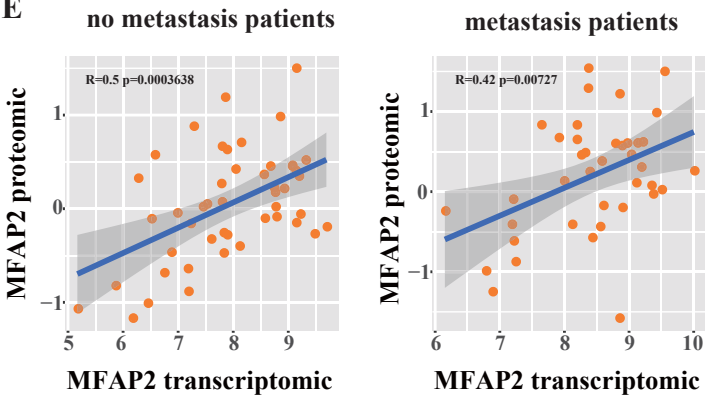 E
no metastasis patients
metastasis patients
R=0.5 p=0.0003638
R=0.42 p=0.00727
MFAP2 proteomic
1
0
−1
5 6 7 8 9
MFAP2 transcriptomic
MFAP2 proteomic
1
0
−1
6 7 8 9 10
MFAP2 transcriptomic